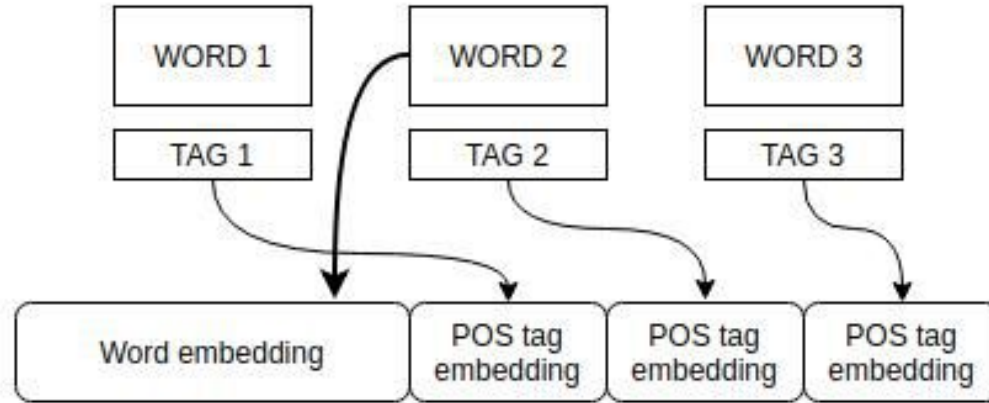 WORD 1
WORD 2
WORD 3
TAG 1
TAG 2
TAG 3
Word embedding
POS tag
embedding
POS tag
embedding
POS tag
embedding